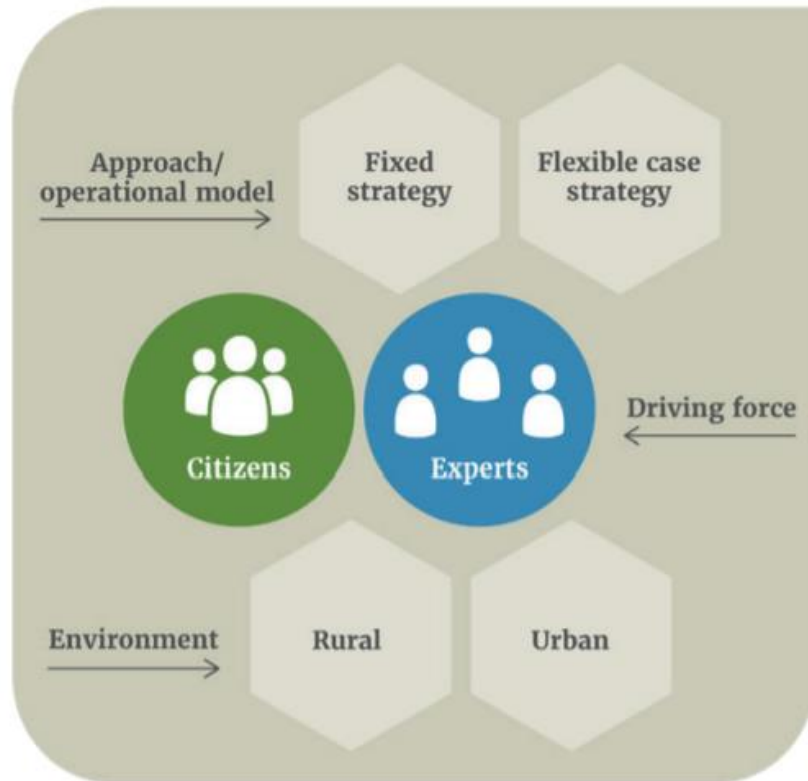 Approach/
operational model
Fixed
strategy
Flexible case
strategy
Citizens
Experts
Driving force
Environment
Rural
Urban